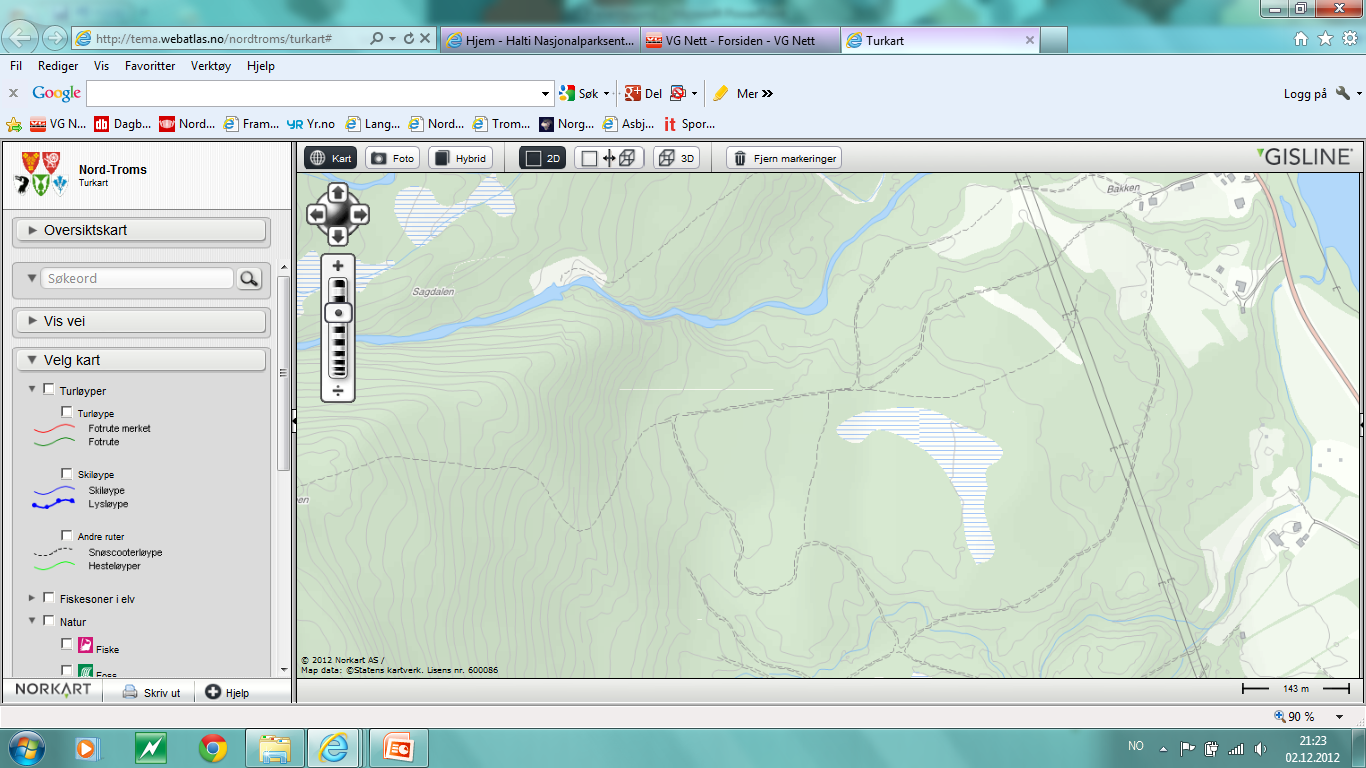 http://tema.webatlas.no/nordtroms/turkart#
Hjem - Halti Nasjonalparksent...
VG Nett - Forsiden - VG Nett
Turkart
Fil Rediger Vis Favoritter Verktøy Hjelp
x Google Søk Del Mer »
Logg på
VG N... Dagb... Nord... Fram... YR Yr.no Lang... Nord... Trom... Norg... Asbj... it Spor...
Nord-Troms
Turkart
Kart Foto Hybrid 2D 3D Fjern markeringer
GISLINE
Oversiktskart
Søkeord
Vis vei
Velg kart
Turløyper
Turløype
Fotrute merket
Fotrute
Skiløype
Skiløype
Lysløype
Andre ruter
Snøscooterløype
Hesteløyper
Fiskesoner i elv
Natur
Fiske
Foss
NORKART
Skriv ut
Hjelp
Bakken
Sagdalen
en
© 2012 Norkart AS /
Map data: ©Statens kartverk. Lisens nr. 600086
143 m
90 %
NO
21:23
02.12.2012